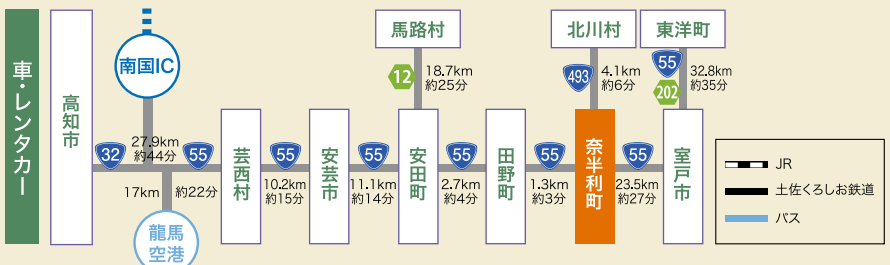 車・レンタカー
高知市
32
南国IC
27.9km
約44分
17km
約22分
龍馬
空港
55
芸西村
10.2km
約15分
55
安芸市
11.1km
約14分
55
馬路村
12
18.7km
約25分
安田町
2.7km
約4分
55
田野町
1.3km
約3分
55
北川村
493
4.1km
約6分
奈半利町
23.5km
約27分
55
東洋町
55
202
32.8km
約35分
室戸市
JR
土佐くろしお鉄道
バス